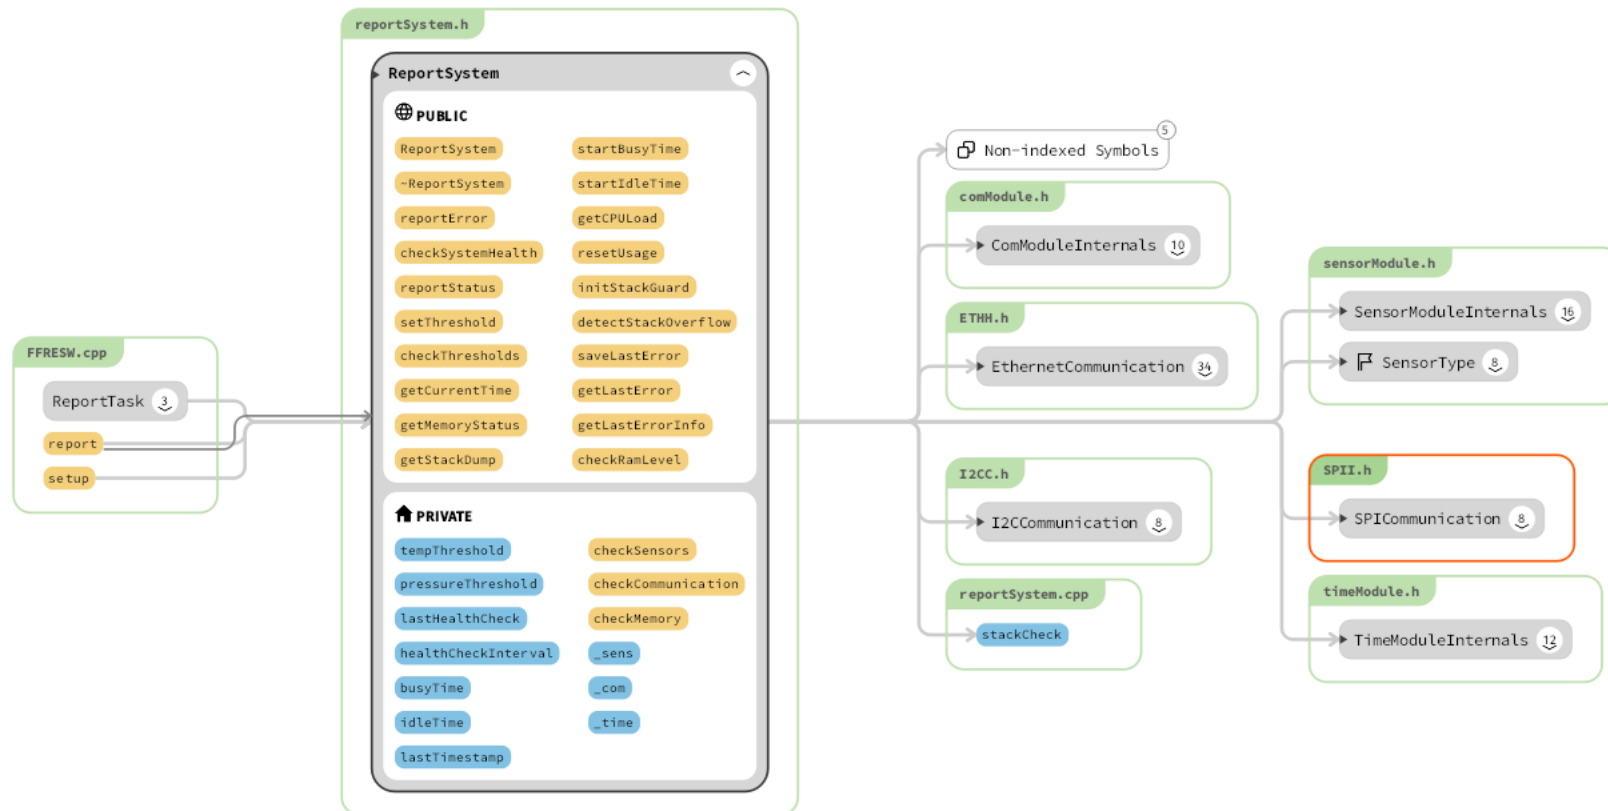 reportSystem.h
ReportSystem
PUBLIC
ReportSystem
startBusyTime
~ReportSystem
startIdleTime
reportError
getCPULoad
checkSystemHealth
resetUsage
reportStatus
initStackGuard
setThreshold
detectStackOverflow
checkThresholds
saveLastError
getCurrentTime
getLastError
getMemoryStatus
getLastErrorInfo
getStackDump
checkRamLevel
PRIVATE
tempThreshold
checkSensors
pressureThreshold
checkCommunication
lastHealthCheck
checkMemory
healthCheckInterval
_sens
busyTime
_com
idleTime
_time
lastTimestamp
FFRESW.cpp
ReportTask 3
report
setup
Non-indexed Symbols 5
comModule.h
ComModuleInternals 10
ETHH.h
EthernetCommunication 34
I2CC.h
I2CCommunication 8
reportSystem.cpp
stackCheck
sensorModule.h
SensorModuleInternals 16
SensorType 8
SPII.h
SPICommunication 8
timeModule.h
TimeModuleInternals 12